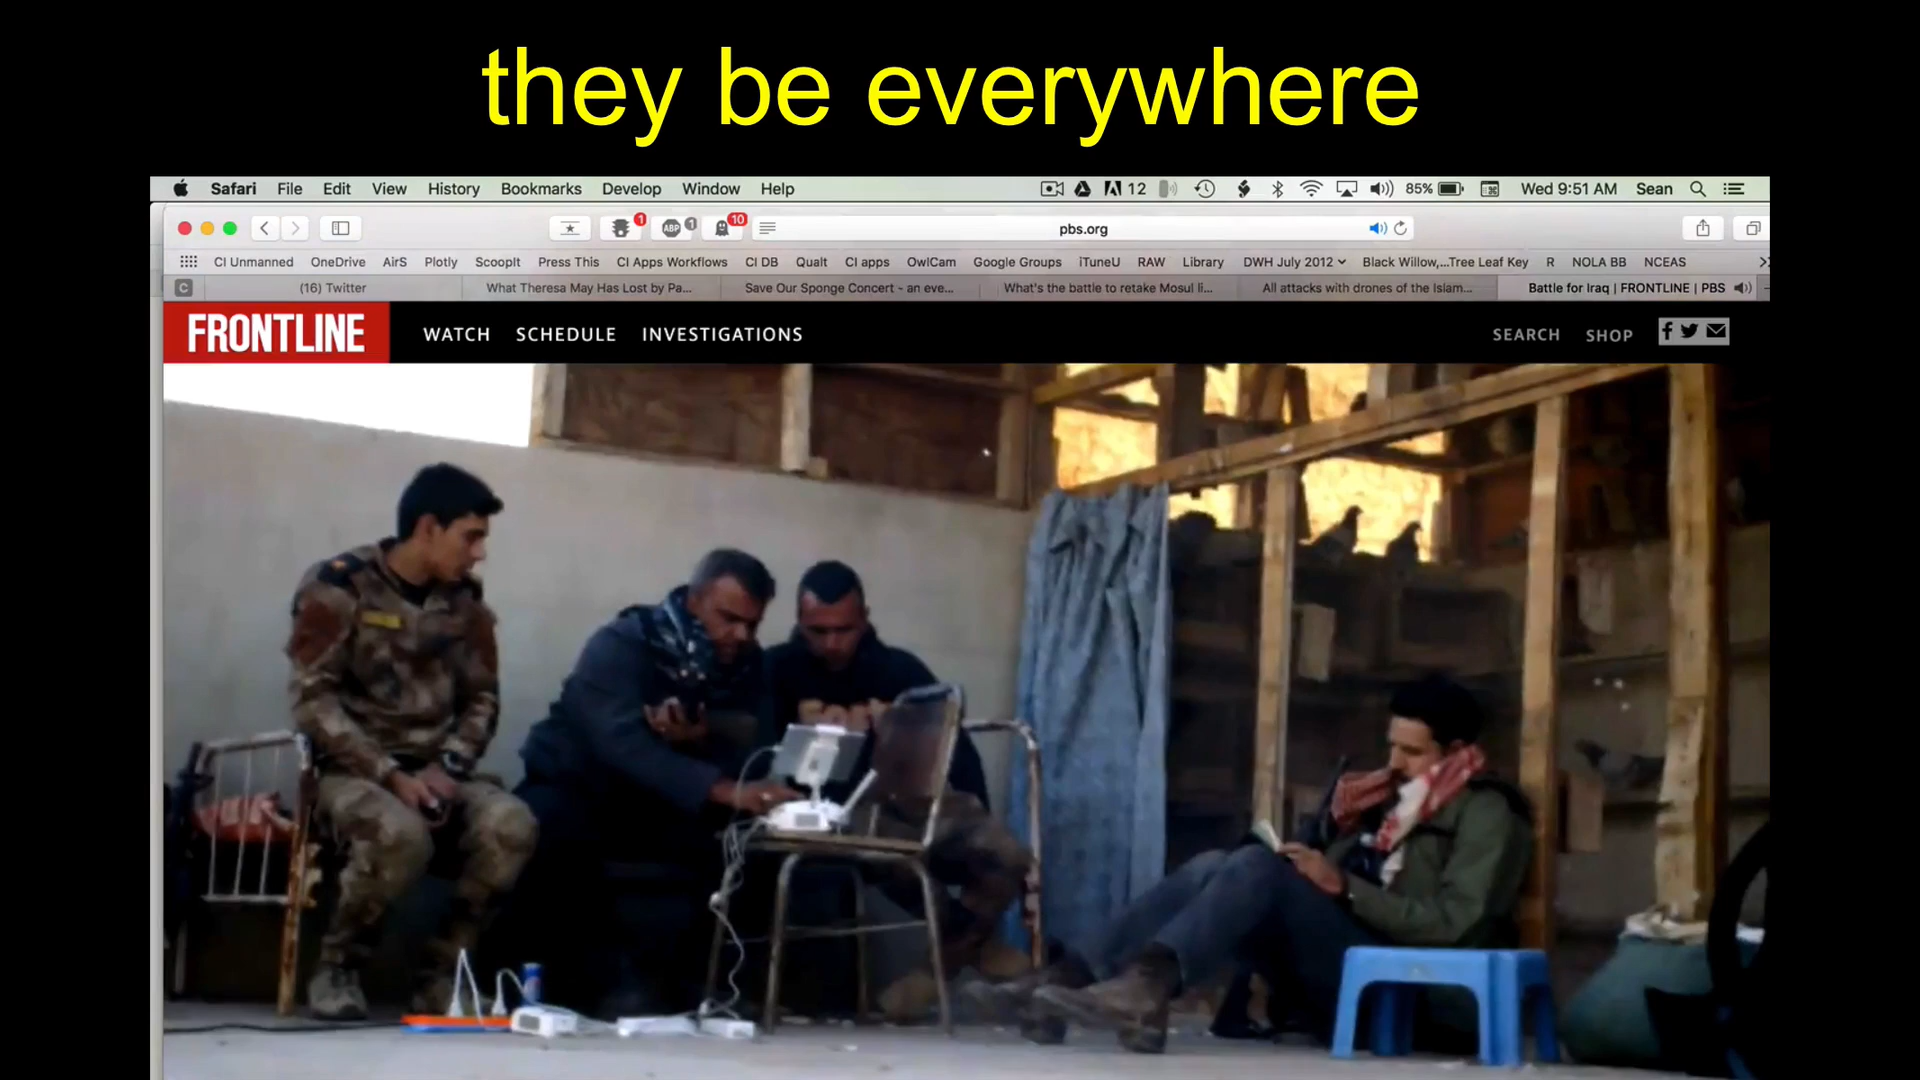 they be everywhere
Safari File Edit View History Bookmarks Develop Window Help 12 85% Wed 9:51 AM Sean
1 ABP 1 10 pbs.org
CI Unmanned OneDrive AirS Plotly ScoopIt Press This CI Apps Workflows CI DB Qualt CI apps OwlCam Google Groups iTuneU RAW Library DWH July 2012 Black Willow,...Tree Leaf Key R NOLA BB NCEAS
C (16) Twitter What Theresa May Has Lost by Pa... Save Our Sponge Concert - an eve... What's the battle to retake Mosul li... All attacks with drones of the Islam... Battle for Iraq | FRONTLINE | PBS
FRONTLINE WATCH SCHEDULE INVESTIGATIONS SEARCH SHOP